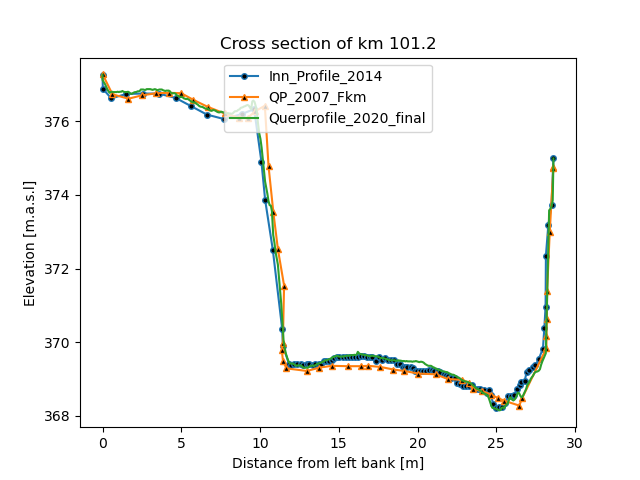 Cross section of km 101.2
Inn_Profile_2014
QP_2007_Fkm
Querprofile_2020_final
Elevation [m.a.s.l]
376
374
372
370
368
0 5 10 15 20 25 30
Distance from left bank [m]